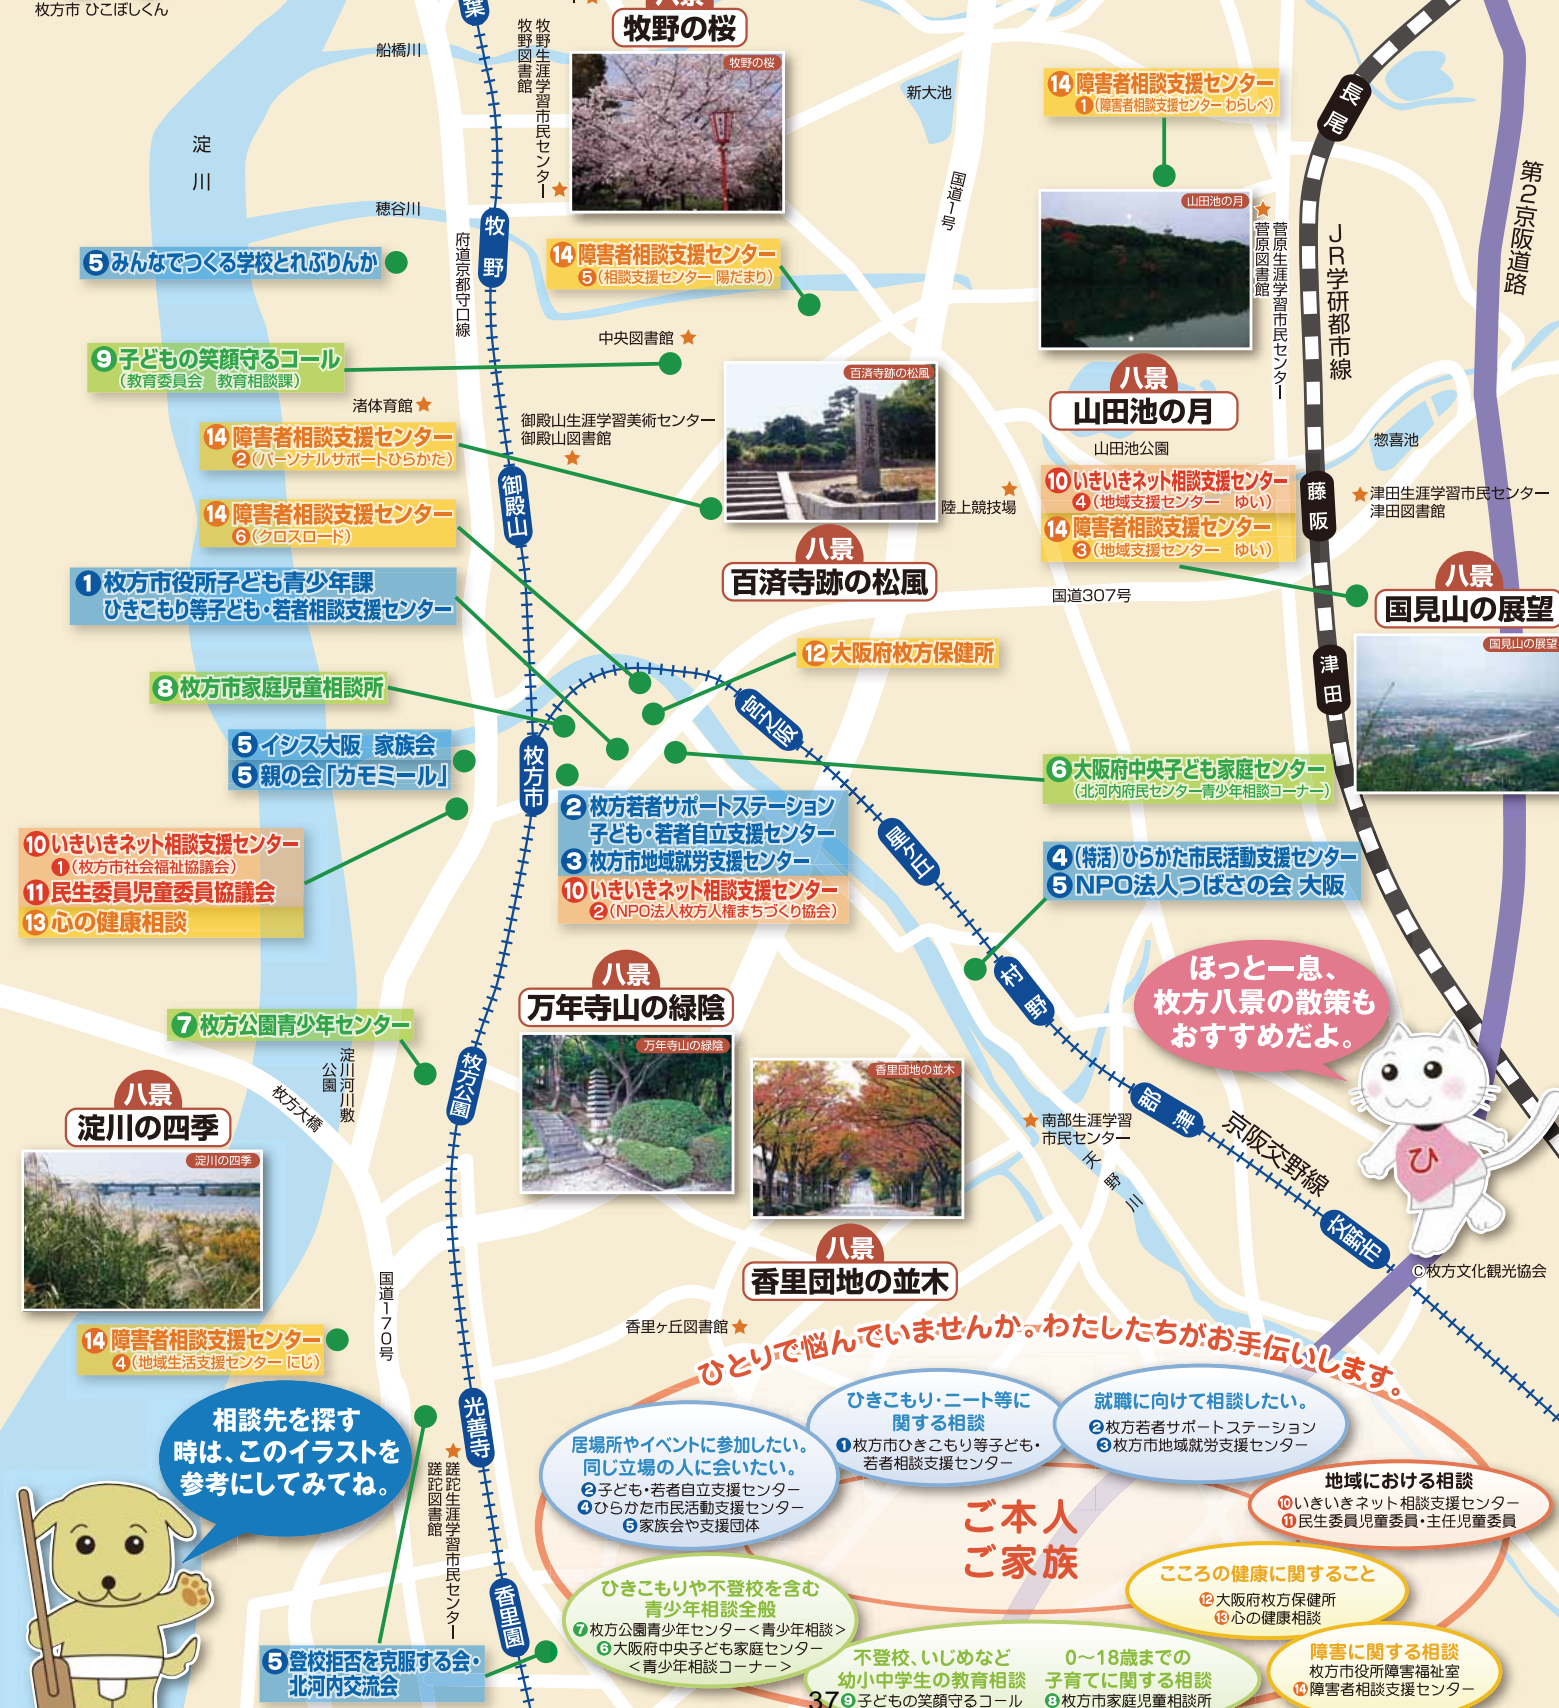 枚方市 ひこぼしくん
船橋川
葉
牧野生涯学習市民センター
牧野図書館
八景
牧野の桜
牧野の桜
新大池
⑭障害者相談支援センター
①(障害者相談支援センター わらしべ)
長尾
第2京阪道路
淀川
穂谷川
府道京都守口線
牧野
国道1号
山田池の月
菅原生涯学習市民センター
菅原図書館
JR学研都市線
⑤みんなでつくる学校とれぶりんか
⑭障害者相談支援センター
⑤(相談支援センター 陽だまり)
中央図書館
⑨子どもの笑顔守るコール
(教育委員会 教育相談課)
渚体育館
御殿山生涯学習美術センター
御殿山図書館
百済寺跡の松風
八景
山田池の月
山田池公園
惣喜池
⑭障害者相談支援センター
②(パーソナルサポートひらかた)
御殿山
陸上競技場
⑩いきいきネット相談支援センター
④(地域支援センター ゆい)
⑭障害者相談支援センター
③(地域支援センター ゆい)
藤阪
津田生涯学習市民センター
津田図書館
⑭障害者相談支援センター
⑥(クロスロード)
八景
百済寺跡の松風
①枚方市役所子ども青少年課
ひきこもり等子ども・若者相談支援センター
国道307号
八景
国見山の展望
国見山の展望
津田
⑫大阪府枚方保健所
⑧枚方市家庭児童相談所
宮之阪
⑤イシス大阪 家族会
⑤親の会「カモミール」
枚方市
⑥大阪府中央子ども家庭センター
(北河内府民センター青少年相談コーナー)
②枚方若者サポートステーション
子ども・若者自立支援センター
③枚方市地域就労支援センター
⑩いきいきネット相談支援センター
②(NPO法人枚方人権まちづくり協会)
星ヶ丘
④(特活)ひらかた市民活動支援センター
⑤NPO法人つばさの会 大阪
⑩いきいきネット相談支援センター
①(枚方市社会福祉協議会)
⑪民生委員児童委員協議会
⑬心の健康相談
村野
ほっと一息、
枚方八景の散策も
おすすめだよ。
八景
万年寺山の緑陰
万年寺山の緑陰
⑦枚方公園青少年センター
淀川河川敷
公園
枚方公園
枚方大橋
香里団地の並木
八景
香里団地の並木
郡津
南部生涯学習
市民センター
天野川
京阪交野線
交野市
ひ
©枚方文化観光協会
八景
淀川の四季
淀川の四季
国道170号
香里ヶ丘図書館
⑭障害者相談支援センター
④(地域生活支援センター にじ)
相談先を探す
時は、このイラストを
参考にしてみてね。
光善寺
蹉跎生涯学習市民センター
蹉跎図書館
香里園
⑤登校拒否を克服する会・
北河内交流会
ひとりで悩んでいませんか。わたしたちがお手伝いします。
ひきこもり・ニート等に
関する相談
①枚方市ひきこもり等子ども・
若者相談支援センター
就職に向けて相談したい。
②枚方若者サポートステーション
③枚方市地域就労支援センター
居場所やイベントに参加したい。
同じ立場の人に会いたい。
②子ども・若者自立支援センター
④ひらかた市民活動支援センター
⑤家族会や支援団体
地域における相談
⑩いきいきネット相談支援センター
⑪民生委員児童委員・主任児童委員
ご本人
ご家族
こころの健康に関すること
⑫大阪府枚方保健所
⑬心の健康相談
ひきこもりや不登校を含む
青少年相談全般
⑦枚方公園青少年センター<青少年相談>
⑥大阪府中央子ども家庭センター
<青少年相談コーナー>
不登校、いじめなど
幼小中学生の教育相談
⑨子どもの笑顔守るコール
0～18歳までの
子育てに関する相談
⑧枚方市家庭児童相談所
障害に関する相談
枚方市役所障害福祉室
⑭障害者相談支援センター
37